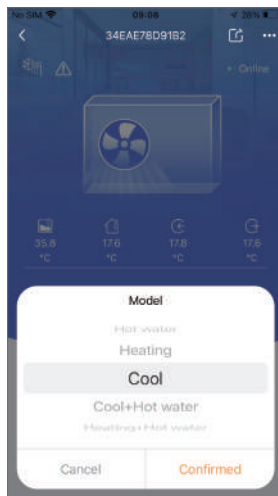 No SIM 09:08 28%
34EAE78D91B2
Online
35.8 17.6 17.8 17.6
°C °C °C °C
Model
Hot water
Heating
Cool
Cool+Hot water
Heating+Hot water
Cancel Confirmed